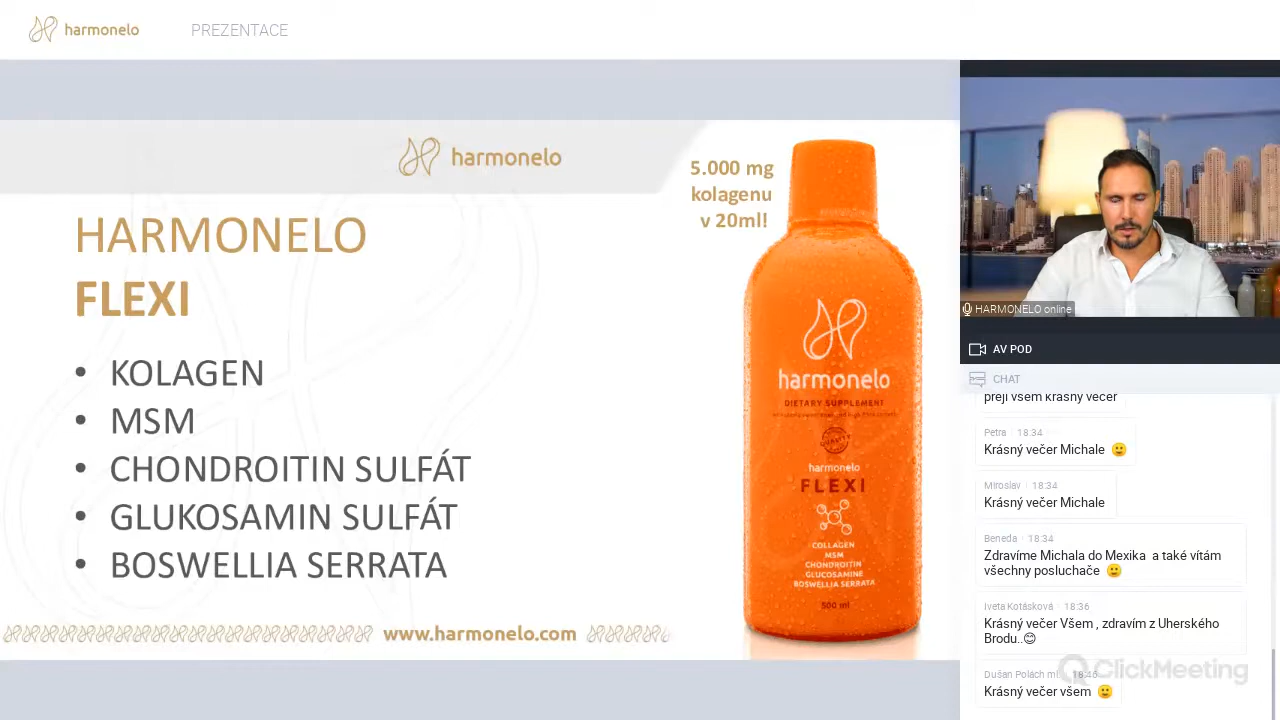 harmonelo
PREZENTACE
harmonelo
5.000 mg
kolagenu
v 20ml!
HARMONELO
FLEXI
• KOLAGEN
• MSM
• CHONDROITIN SULFÁT
• GLUKOSAMIN SULFÁT
• BOSWELLIA SERRATA
www.harmonelo.com
harmonelo
DIETARY SUPPLEMENT
QUALITY
harmonelo
FLEXI
COLLAGEN
MSM
CHONDROITIN
GLUCOSAMINE
BOSWELLIA SERRATA
500 ml
HARMONELO online
AV POD
CHAT
přeji všem krásný večer
Petra 18:34
Krásný večer Michale 🙂
Miroslav 18:34
Krásný večer Michale
Beneda 18:34
Zdravíme Michala do Mexika a také vítám
všechny posluchače 🙂
Iveta Kotásková 18:36
Krásný večer Všem , zdravím z Uherského
Brodu..😊
ClickMeeting
Dušan Polách ml... 18:46
Krásný večer všem 🙂